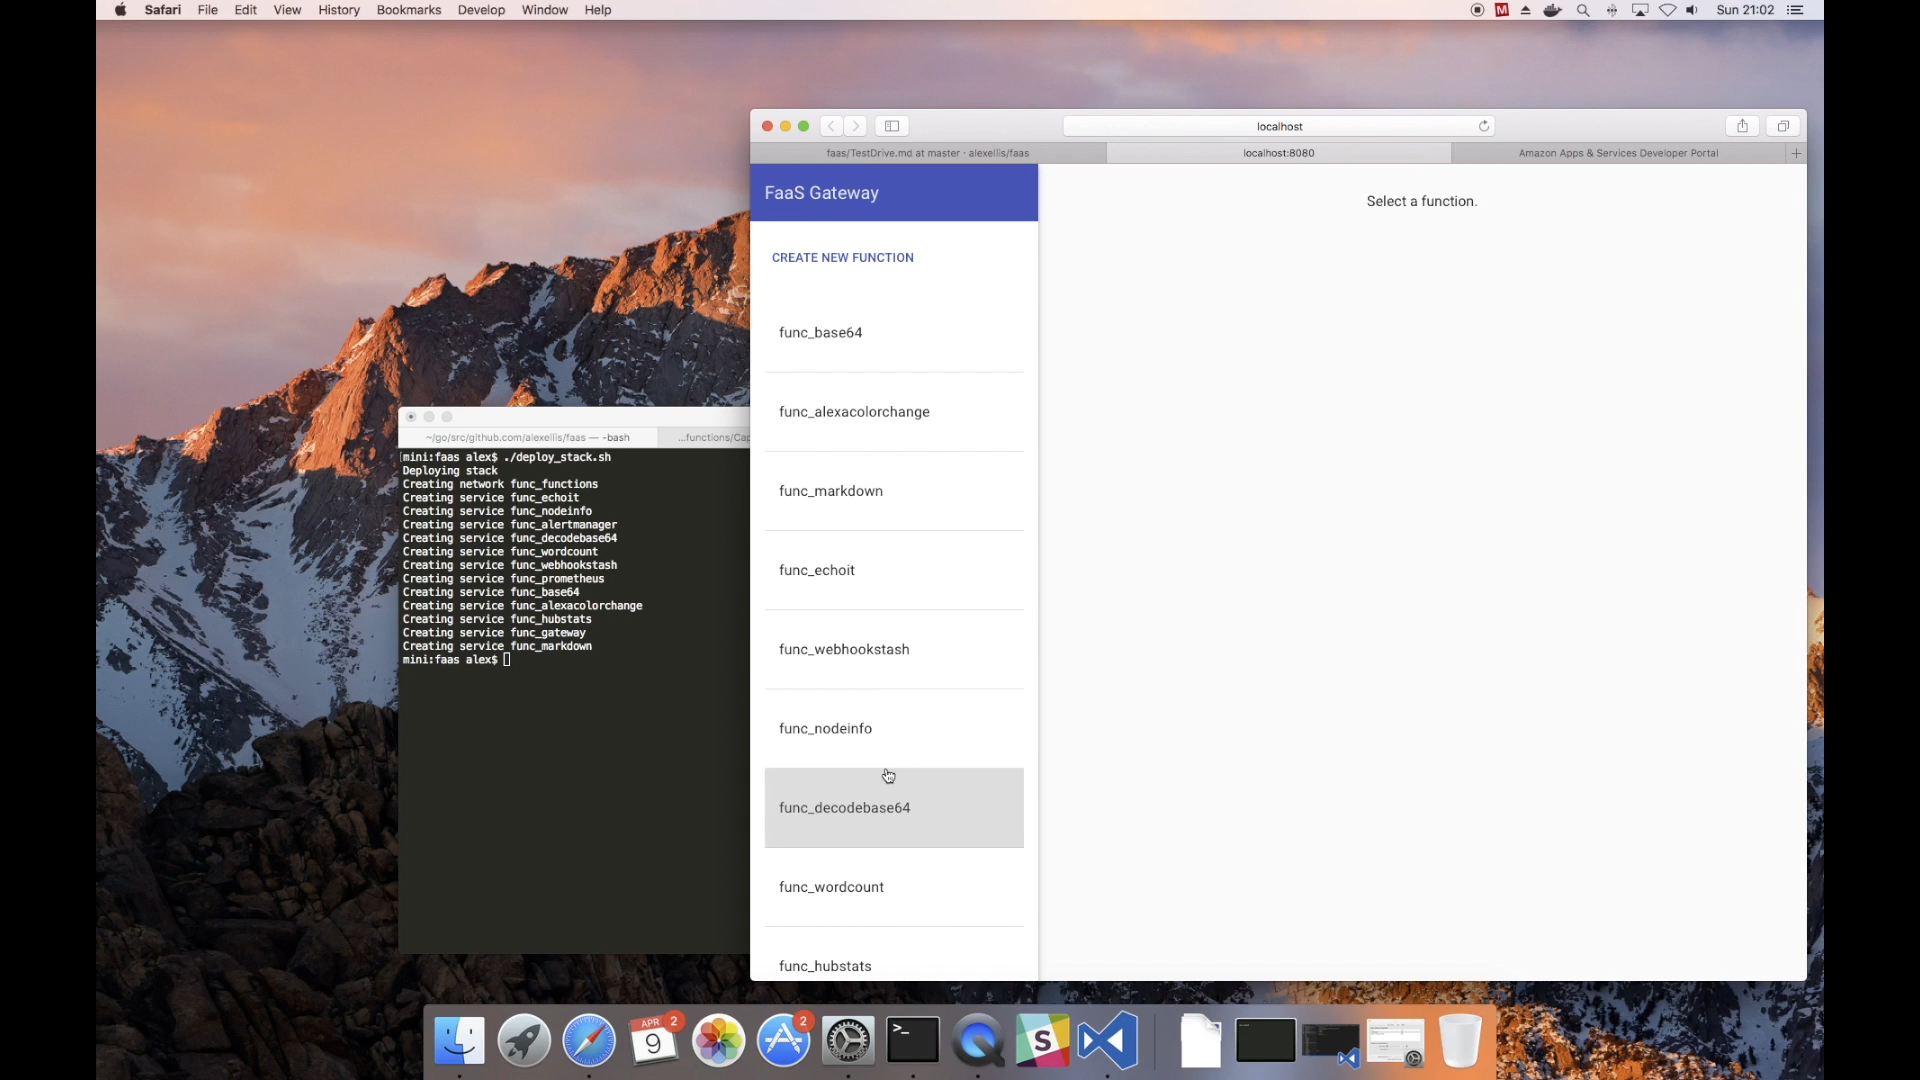 Safari File Edit View History Bookmarks Develop Window Help
M
Sun 21:02
localhost
faas/TestDrive.md at master · alexellis/faas
localhost:8080
Amazon Apps & Services Developer Portal
FaaS Gateway
Select a function.
CREATE NEW FUNCTION
func_base64
func_alexacolorchange
func_markdown
func_echoit
func_webhookstash
func_nodeinfo
func_decodebase64
func_wordcount
func_hubstats
~/go/src/github.com/alexellis/faas — -bash
...functions/Cap
mini:faas alex$ ./deploy_stack.sh
Deploying stack
Creating network func_functions
Creating service func_echoit
Creating service func_nodeinfo
Creating service func_alertmanager
Creating service func_decodebase64
Creating service func_wordcount
Creating service func_webhookstash
Creating service func_prometheus
Creating service func_base64
Creating service func_alexacolorchange
Creating service func_hubstats
Creating service func_gateway
Creating service func_markdown
mini:faas alex$
APR 2
9
2
>_
S